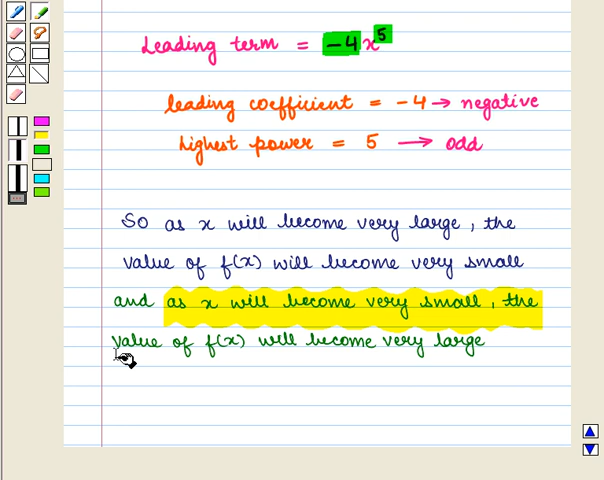 Leading term = -4x⁵
leading coefficient = -4 → negative
highest power = 5 → odd
So as x will become very large, the
value of f(x) will become very small
and as x will become very small, the
value of f(x) will become very large